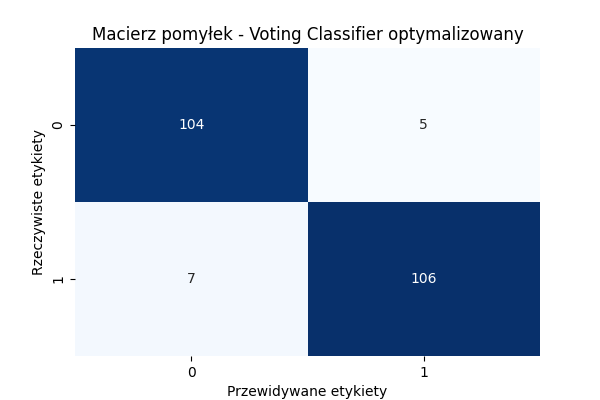 Macierz pomyłek - Voting Classifier optymalizowany
Rzeczywiste etykiety
0
104
5
1
7
106
0
1
Przewidywane etykiety